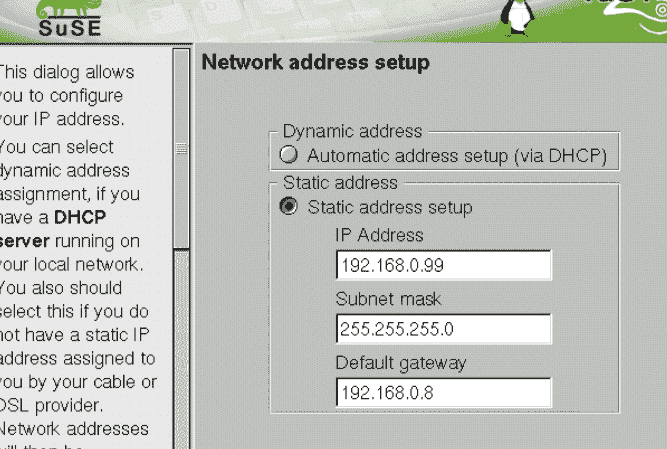 SuSE
This dialog allows
you to configure
your IP address.
You can select
dynamic address
assignment, if you
have a DHCP
server running on
your local network.
You also should
select this if you do
not have a static IP
address assigned to
you by your cable or
DSL provider.
Network addresses
Network address setup
Dynamic address
Automatic address setup (via DHCP)
Static address
Static address setup
IP Address
192.168.0.99
Subnet mask
255.255.255.0
Default gateway
192.168.0.8